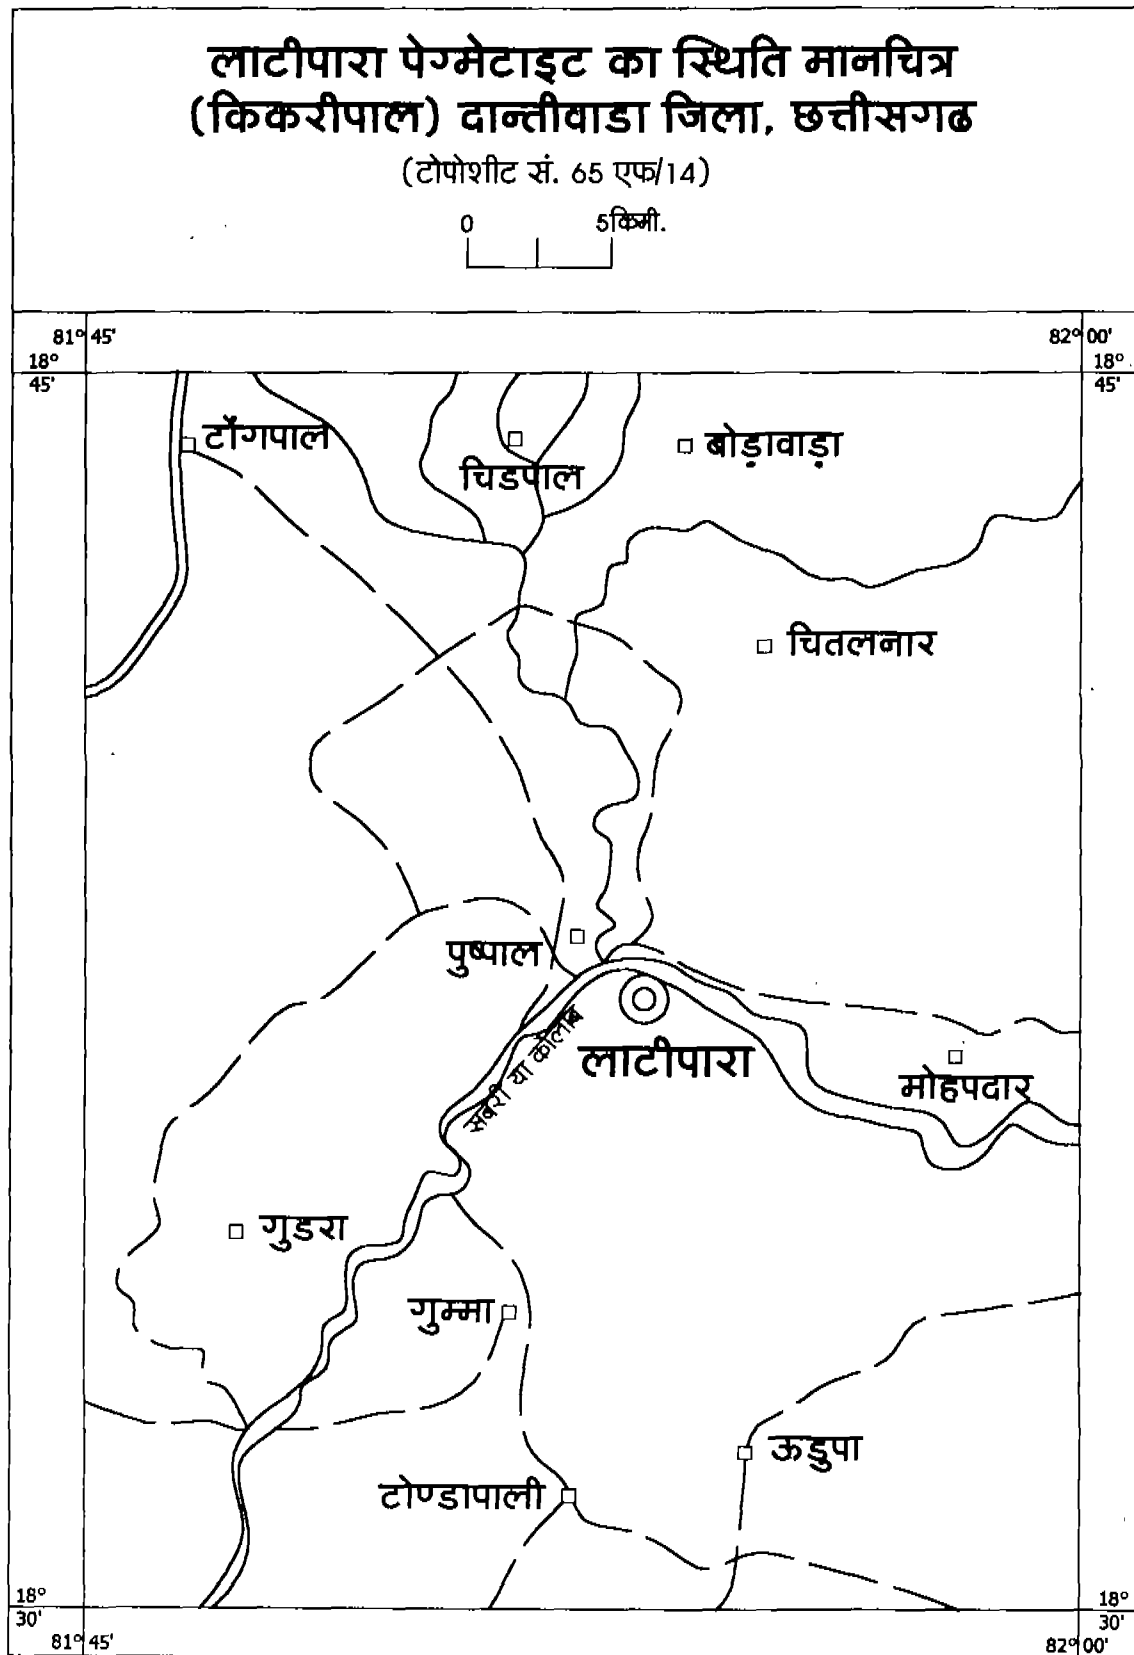 लाटीपारा पेग्मेटाइट का स्थिति मानचित्र
(किकरीपाल) दान्तीवाडा जिला, छत्तीसगढ
(टोपोशीट सं. 65 एफ/14)
0 5किमी.
81° 45' 82° 00'
18° 45' 18° 45'
टोंगपाल
चिडपाल
बोड़ावाड़ा
चितलनार
पुष्पाल
सबरी या कोलाब
लाटीपारा
मोहपदार
गुडरा
गुम्मा
ऊडुपा
टोण्डापाली
18° 30' 18° 30'
81° 45' 82° 00'